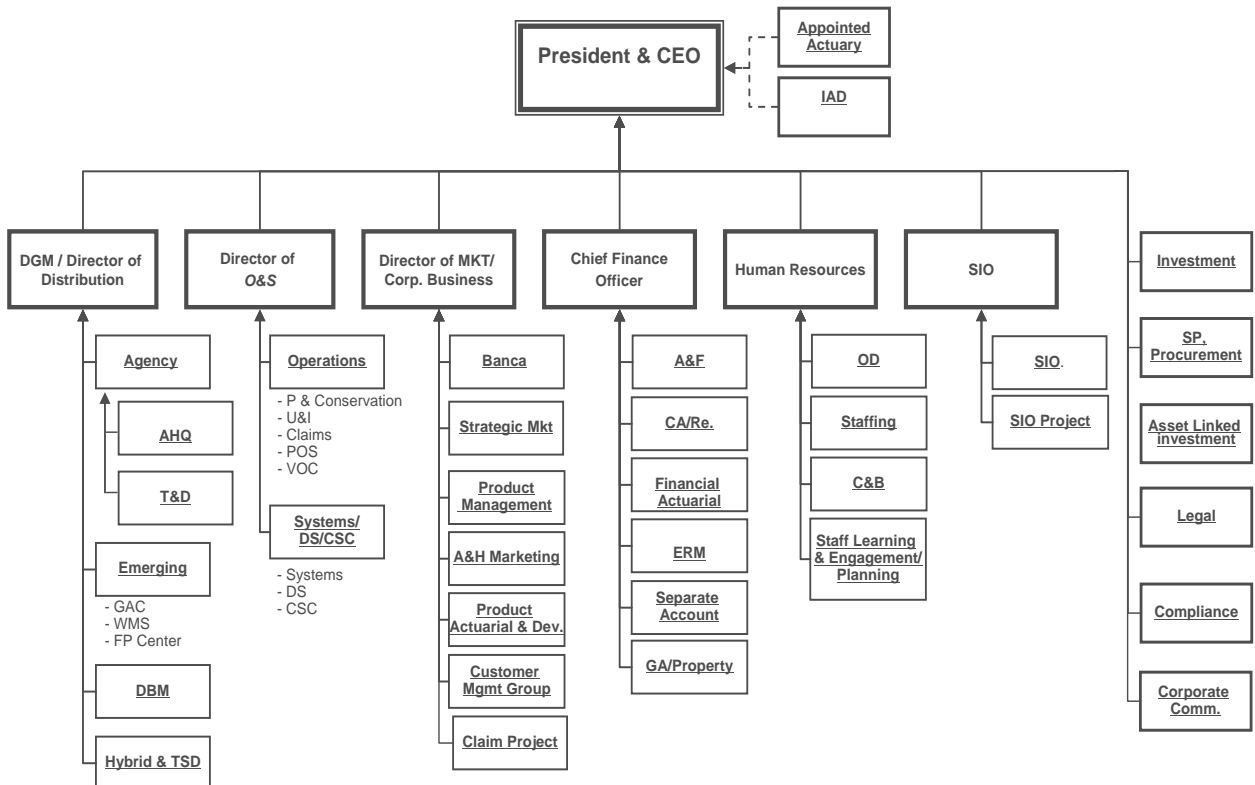 President & CEO
Appointed
Actuary
IAD
DGM / Director of
Distribution
Agency
AHQ
T&D
Emerging
- GAC
- WMS
- FP Center
DBM
Hybrid & TSD
Director of
O&S
Operations
- P & Conservation
- U&I
- Claims
- POS
- VOC
Systems/
DS/CSC
- Systems
- DS
- CSC
Director of MKT/
Corp. Business
Banca
Strategic Mkt
Product
Management
A&H Marketing
Product
Actuarial & Dev.
Customer
Mgmt Group
Claim Project
Chief Finance
Officer
A&F
CA/Re.
Financial
Actuarial
ERM
Separate
Account
GA/Property
Human Resources
OD
Staffing
C&B
Staff Learning
& Engagement/
Planning
SIO
SIO.
SIO Project
Investment
SP,
Procurement
Asset Linked
investment
Legal
Compliance
Corporate
Comm.